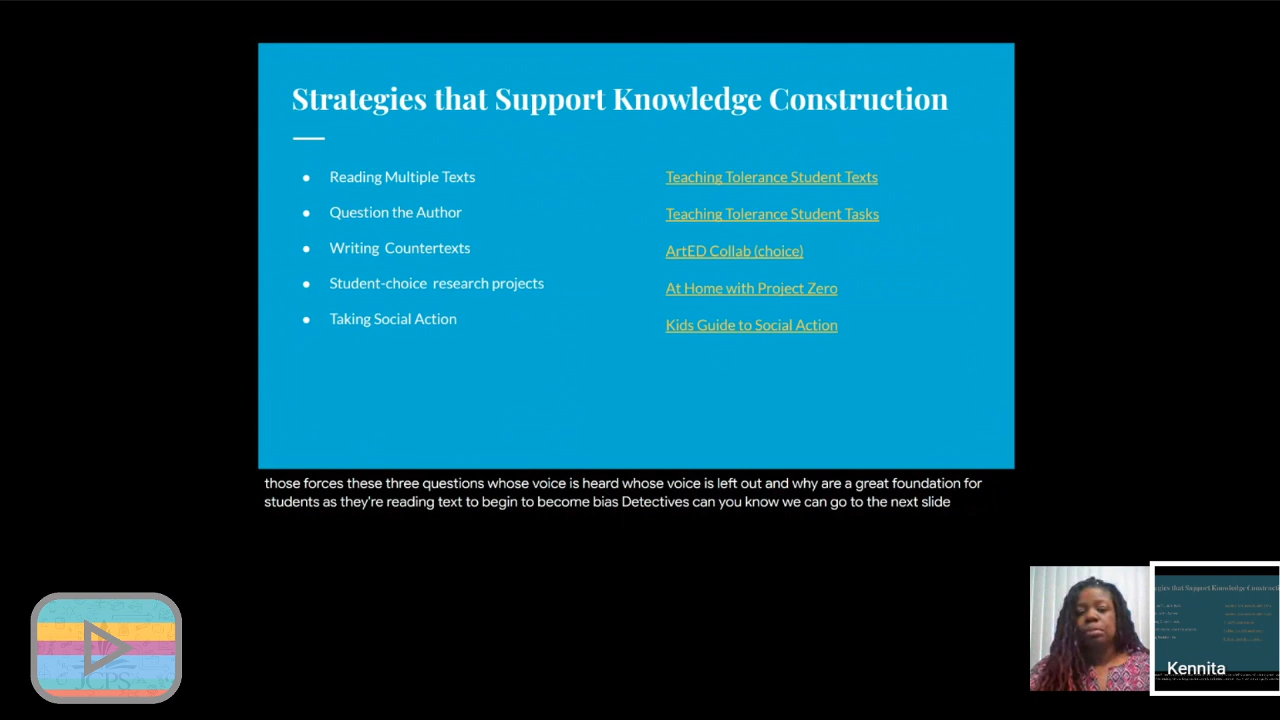 Strategies that Support Knowledge Construction
● Reading Multiple Texts
● Question the Author
● Writing Countertexts
● Student-choice research projects
● Taking Social Action
Teaching Tolerance Student Texts
Teaching Tolerance Student Tasks
ArtED Collab (choice)
At Home with Project Zero
Kids Guide to Social Action
those forces these three questions whose voice is heard whose voice is left out and why are a great foundation for
students as they're reading text to begin to become bias Detectives can you know we can go to the next slide
JCPS
Kennita